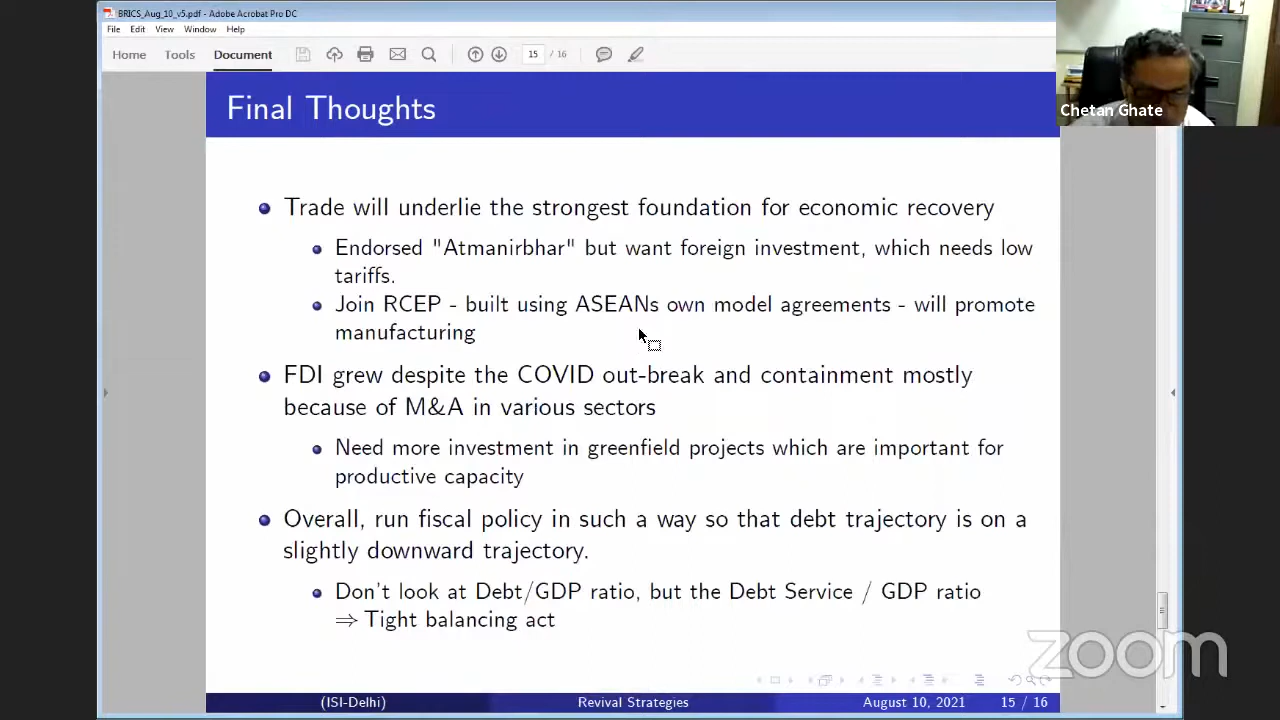 BRICS_Aug_10_v5.pdf - Adobe Acrobat Pro DC
File Edit View Window Help
Home Tools Document 15 / 16
Chetan Ghate
Final Thoughts
Trade will underlie the strongest foundation for economic recovery
Endorsed "Atmanirbhar" but want foreign investment, which needs low
tariffs.
Join RCEP - built using ASEANs own model agreements - will promote
manufacturing
FDI grew despite the COVID out-break and containment mostly
because of M&A in various sectors
Need more investment in greenfield projects which are important for
productive capacity
Overall, run fiscal policy in such a way so that debt trajectory is on a
slightly downward trajectory.
Don't look at Debt/GDP ratio, but the Debt Service / GDP ratio
⇒ Tight balancing act
zoom
(ISI-Delhi) Revival Strategies August 10, 2021 15 / 16